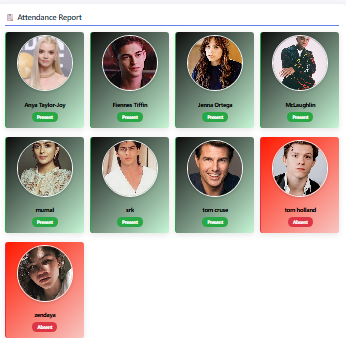 Attendance Report
Anya Taylor-Joy
Present
Fiennes Tiffin
Present
Jenna Ortega
Present
McLaughlin
Present
mumal
Present
srk
Present
tom cruse
Present
tom holland
Absent
zendaya
Absent